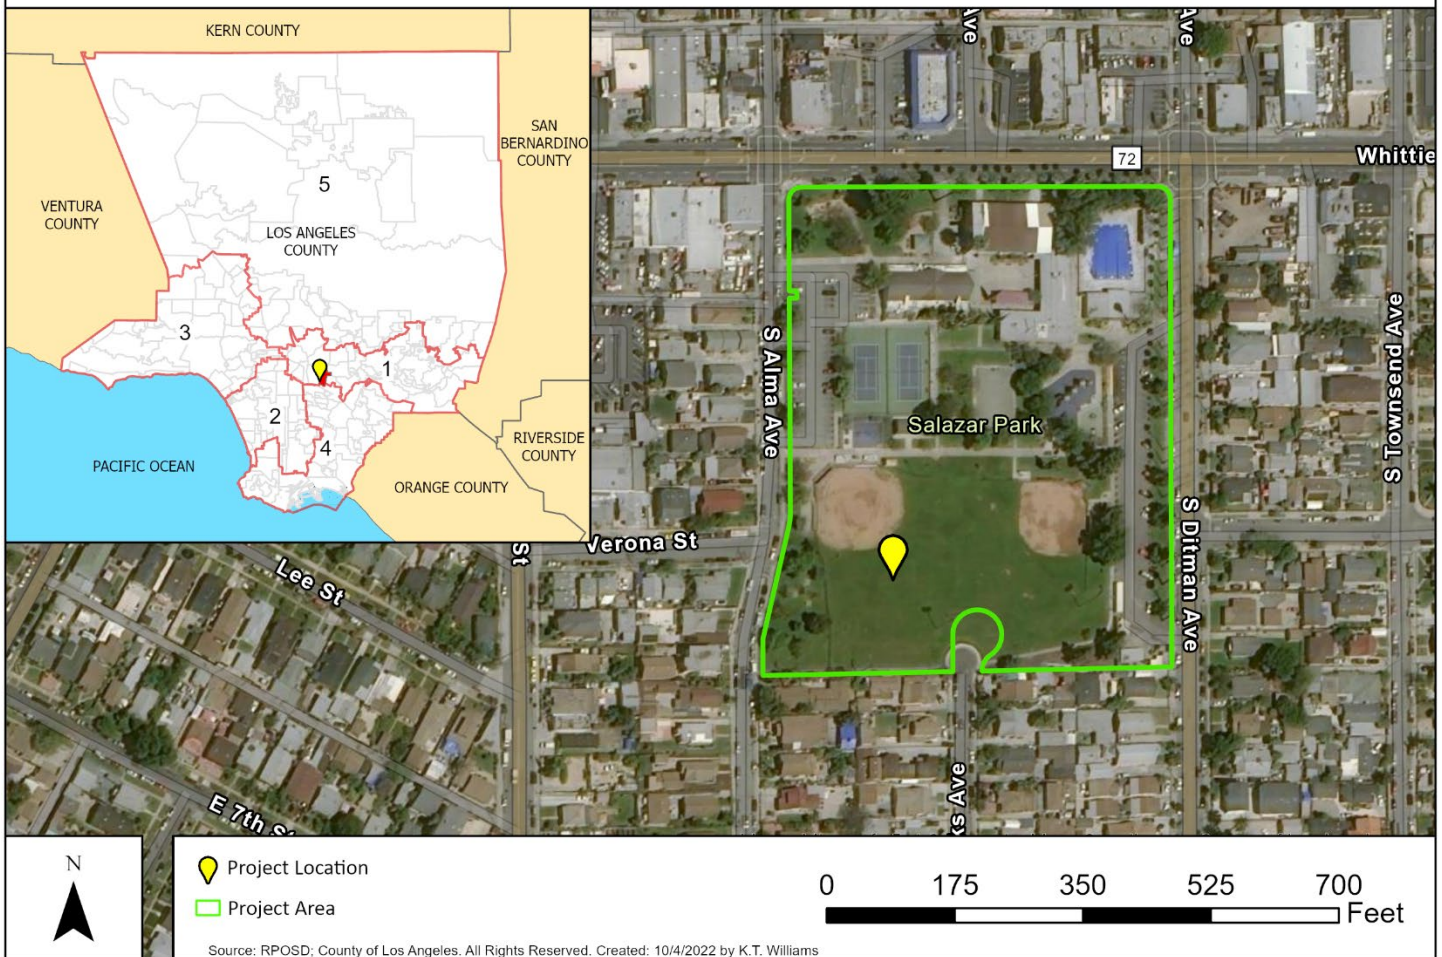 KERN COUNTY
SAN
BERNARDINO
COUNTY
VENTURA
COUNTY
5
LOS ANGELES
COUNTY
3
1
2
4
PACIFIC OCEAN
RIVERSIDE
COUNTY
ORANGE COUNTY
Ave
Ave
72
Whittie
S Alma Ave
Salazar Park
S Townsend Ave
S Ditman Ave
St
Verona St
Lee St
E 7th St
ks Ave
N
Project Location
Project Area
0 175 350 525 700
Feet
Source: RPOSD; County of Los Angeles. All Rights Reserved. Created: 10/4/2022 by K.T. Williams